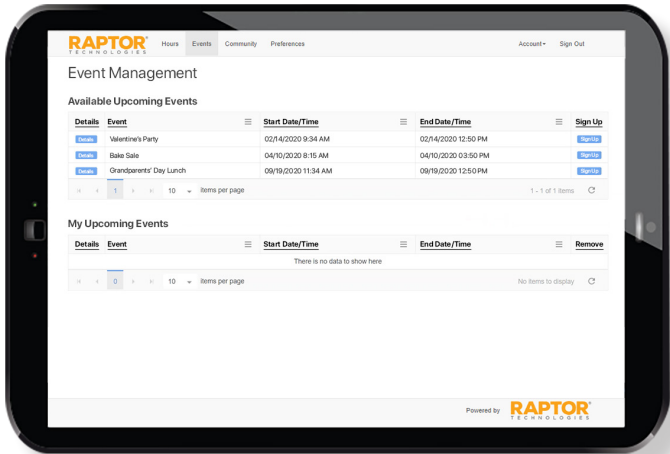 RAPTOR® Hours Events Community Preferences Account Sign Out
TECHNOLOGIES
Event Management
Available Upcoming Events
Details Event Start Date/Time End Date/Time Sign Up
Details Valentine's Party 02/14/2020 9:34 AM 02/14/2020 12:50 PM Sign Up
Details Bake Sale 04/10/2020 8:15 AM 04/10/2020 03:50 PM Sign Up
Details Grandparents' Day Lunch 09/19/2020 11:34 AM 09/19/2020 12:50 PM Sign Up
1 10 items per page 1 - 1 of 1 items
My Upcoming Events
Details Event Start Date/Time End Date/Time Remove
There is no data to show here
0 10 items per page No items to display
Powered by RAPTOR®
TECHNOLOGIES